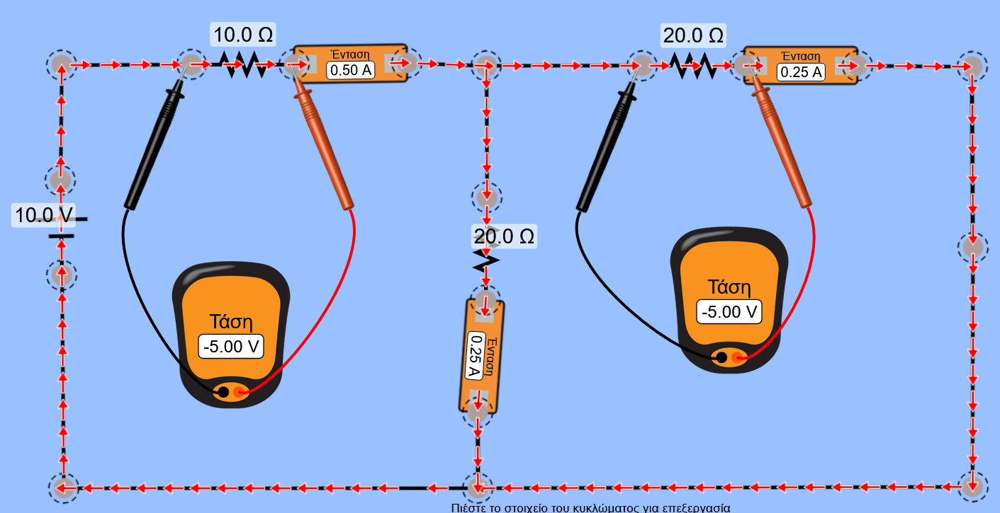 10.0 Ω
20.0 Ω
Ένταση
0.50 A
Ένταση
0.25 A
10.0 V
20.0 Ω
Τάση
-5.00 V
Τάση
-5.00 V
Ένταση
0.25 A
Πιέστε το στοιχείο του κυκλώματος για επεξεργασία